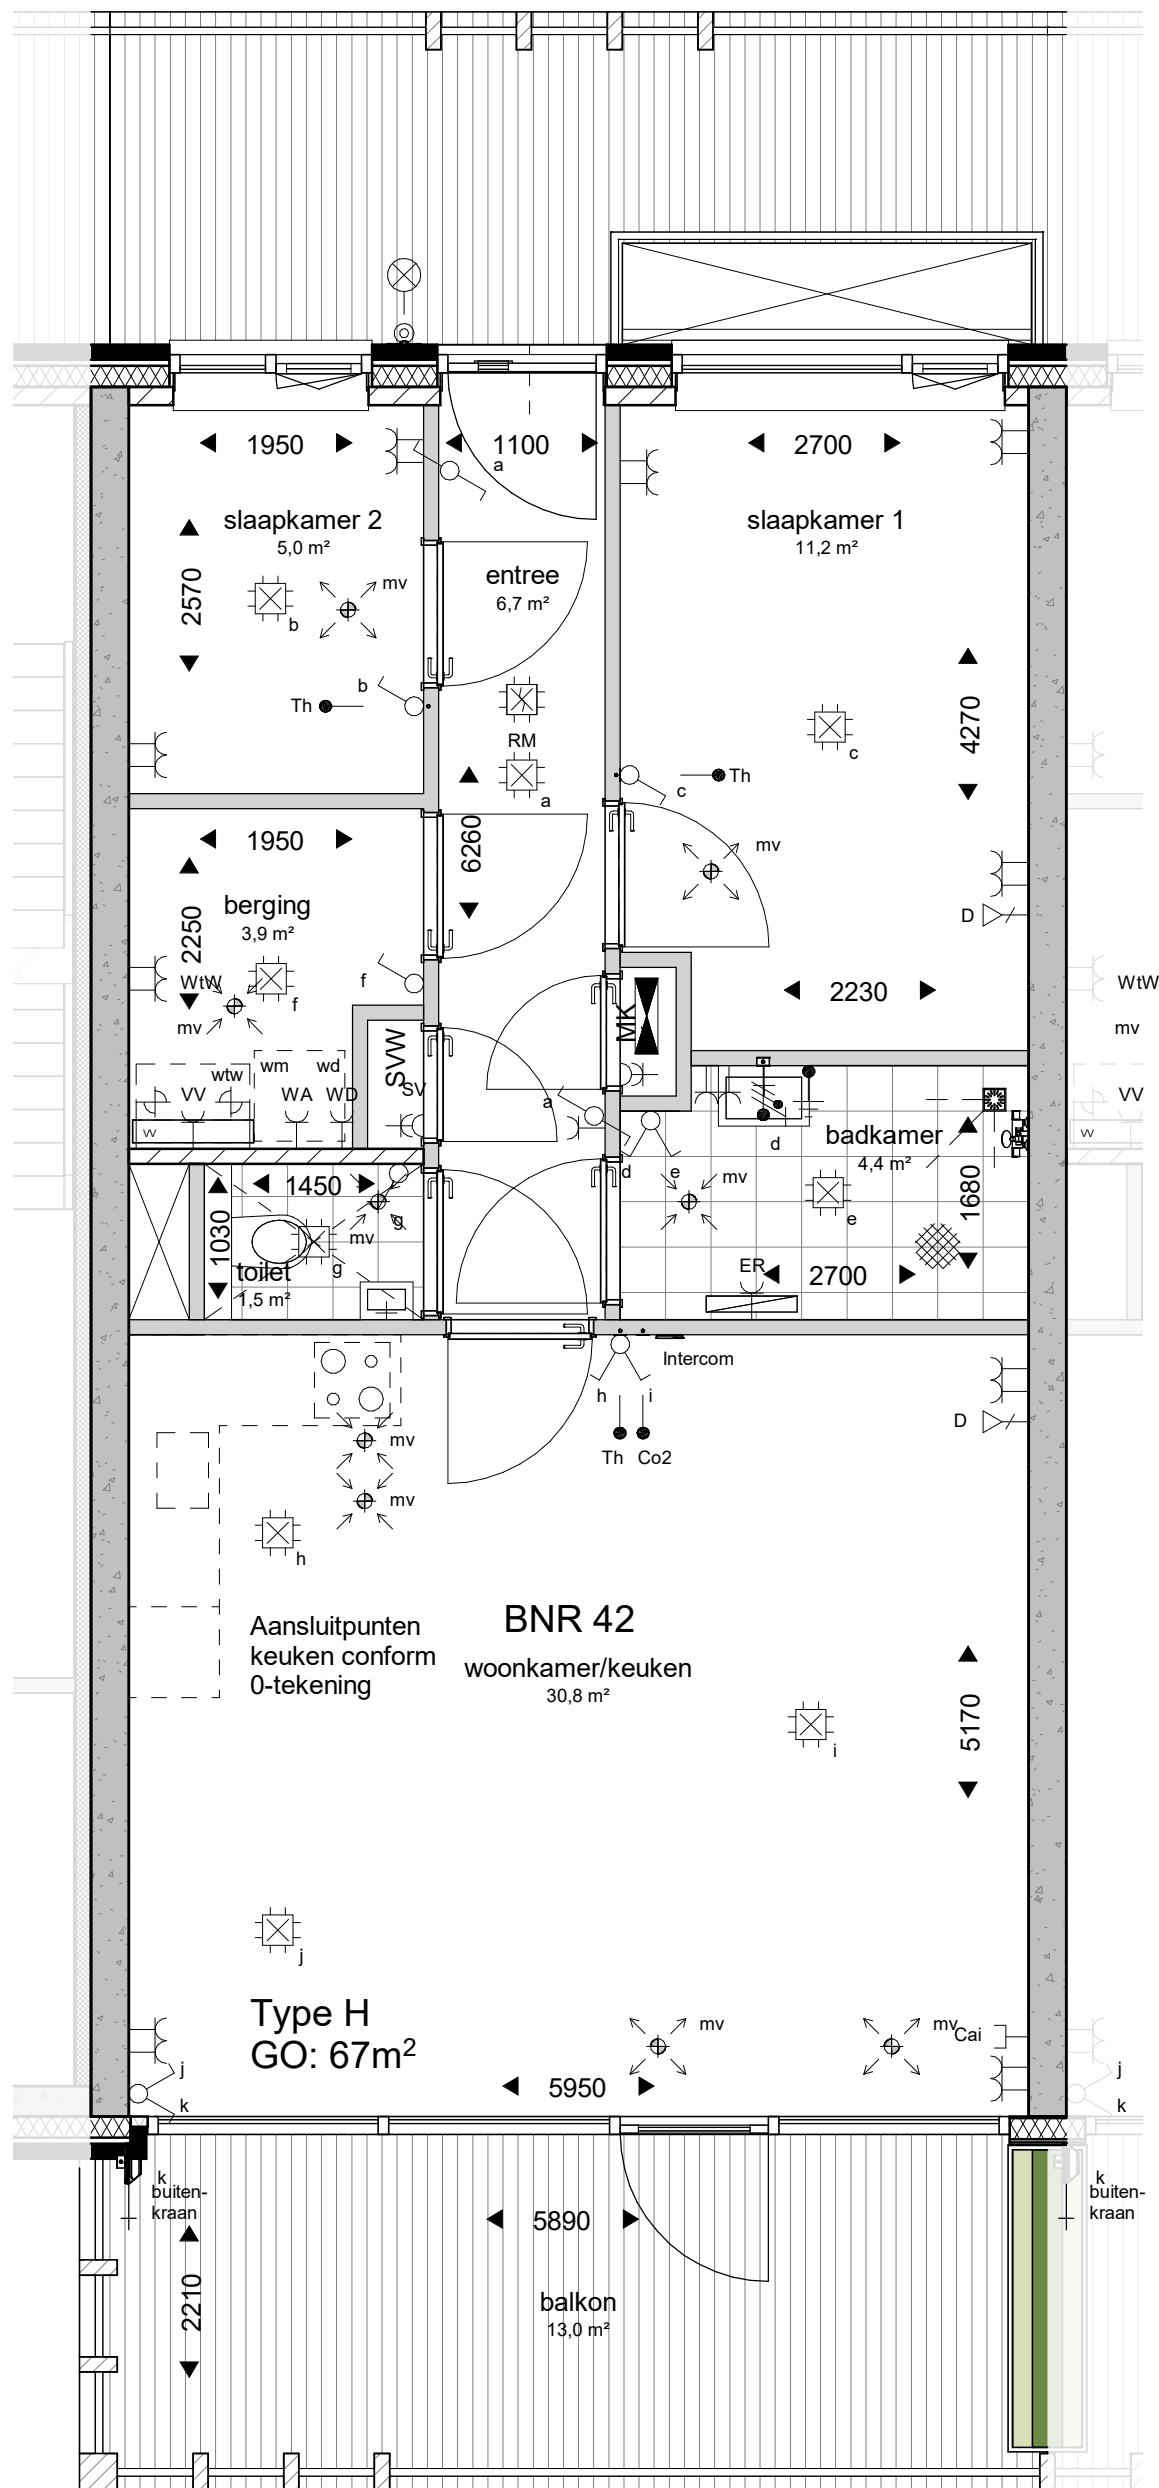 1950
a
1100
2700
slaapkamer 2
5,0 m²
slaapkamer 1
11,2 m²
entree
6,7 m²
2570
mv
b
b
Th
RM
a
4270
c
c
Th
1950
6260
mv
berging
3,9 m²
2250
D
f
WtW
f
mv
2230
MK
WtW
mv
SVW
wtw
wm
wd
VV
WA
WD
SV
a
VV
vv
vv
d
badkamer
4,4 m²
d
e
mv
e
1680
1450
1030
g
mv
toilet
g
1,5 m²
ER
2700
Intercom
h
i
D
mv
Th
Co2
mv
h
BNR 42
Aansluitpunten
keuken conform
0-tekening
woonkamer/keuken
30,8 m²
5170
i
j
Type H
GO: 67m²
mv
mv
Cai
5950
j
k
j
k
k
buiten-
kraan
k
buiten-
kraan
5890
2210
balkon
13,0 m²